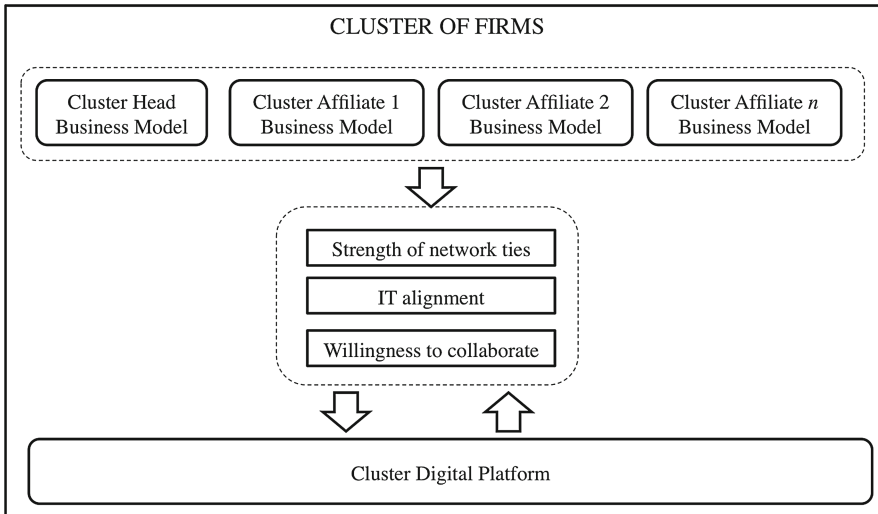 CLUSTER OF FIRMS
Cluster Head
Business Model
Cluster Affiliate 1
Business Model
Cluster Affiliate 2
Business Model
Cluster Affiliate n
Business Model
Strength of network ties
IT alignment
Willingness to collaborate
Cluster Digital Platform